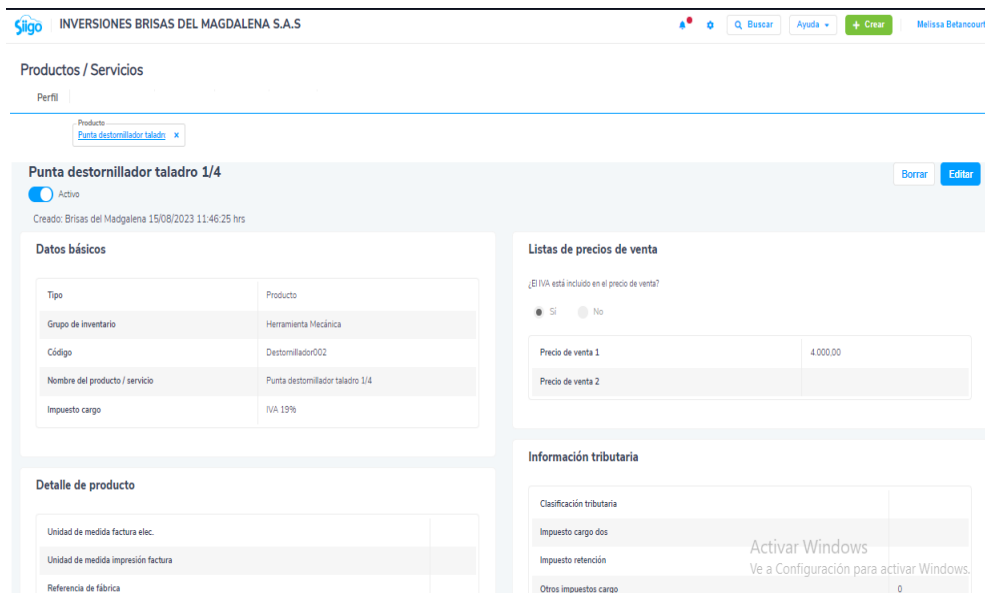 Siigo INVERSIONES BRISAS DEL MAGDALENA S.A.S Buscar Ayuda + Crear Melissa Betancourt
Productos / Servicios
Perfil
Producto
Punta destornillador taladr x
Punta destornillador taladro 1/4 Borrar Editar
Activo
Creado: Brisas del Madgalena 15/08/2023 11:46:25 hrs
Datos básicos
Tipo Producto
Grupo de inventario Herramienta Mecánica
Código Destornillador002
Nombre del producto / servicio Punta destornillador taladro 1/4
Impuesto cargo IVA 19%
Listas de precios de venta
¿El IVA está incluido en el precio de venta?
Sí No
Precio de venta 1 4.000,00
Precio de venta 2
Detalle de producto
Unidad de medida factura elec.
Unidad de medida impresión factura
Referencia de fábrica
Información tributaria
Clasificación tributaria
Impuesto cargo dos
Impuesto retención
Otros impuestos cargo 0
Activar Windows
Ve a Configuración para activar Windows.